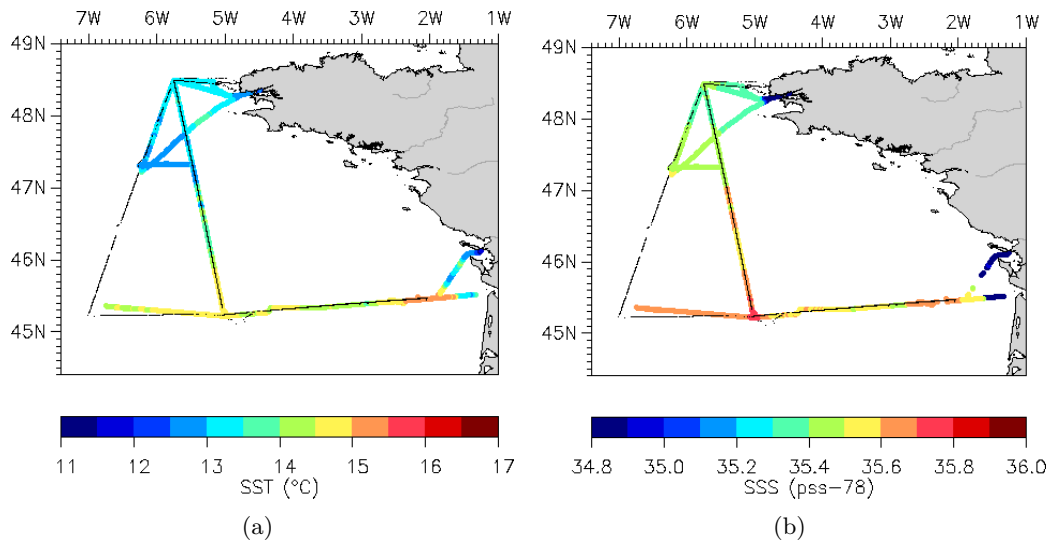 7W 6W 5W 4W 3W 2W 1W
49N
48N
47N
46N
45N
11 12 13 14 15 16 17
SST (°C)
(a)
7W 6W 5W 4W 3W 2W 1W
49N
48N
47N
46N
45N
34.8 35.0 35.2 35.4 35.6 35.8 36.0
SSS (pss-78)
(b)